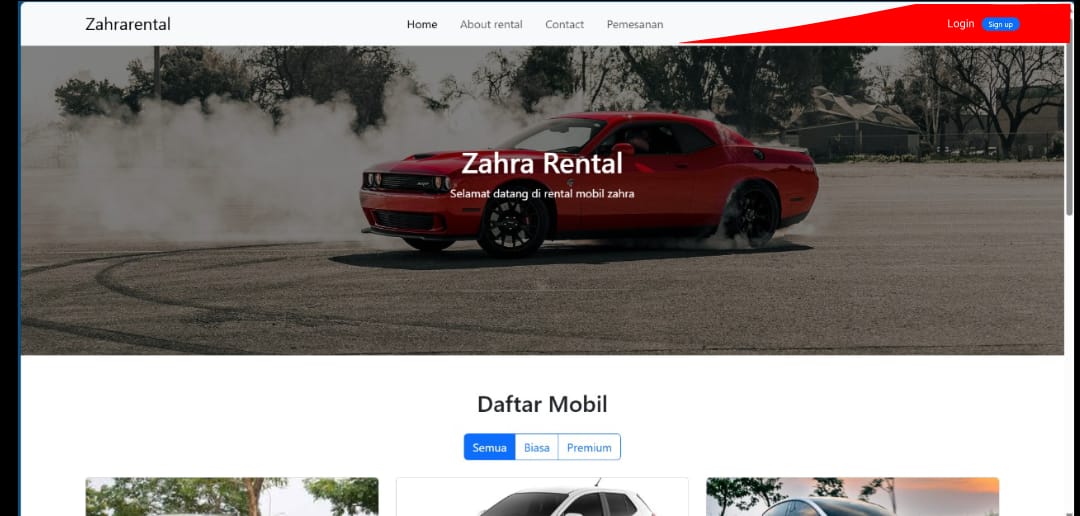 Zahrarental
Home About rental Contact Pemesanan
Login Sign up
Zahra Rental
Selamat datang di rental mobil zahra
Daftar Mobil
Semua Biasa Premium